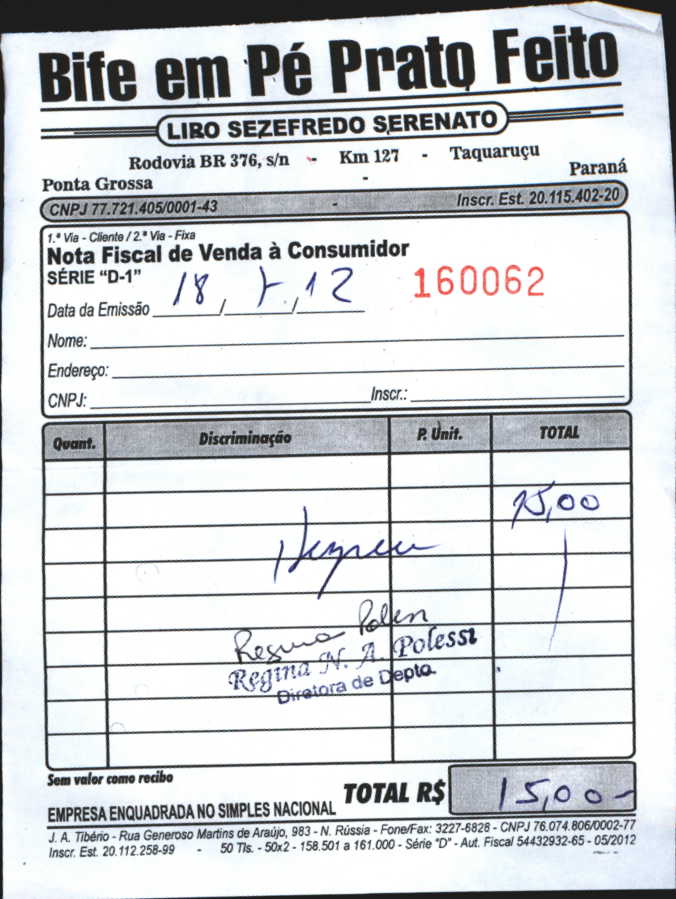 Bife em Pé Prato Feito
LIRO SEZEFREDO SERENATO
Rodovia BR 376, s/n - Km 127 - Taquaruçu
Ponta Grossa - Paraná
CNPJ 77.721.405/0001-43 - Inscr. Est. 20.115.402-20
1.ª Via - Cliente / 2.ª Via - Fixa
Nota Fiscal de Venda à Consumidor
SÉRIE "D-1"
160062
Data da Emissão 18 / / 12
Nome:
Endereço:
CNPJ: Inscr.:
Quant. Discriminação P. Unit. TOTAL
15,00
Regina N. A. Polessi
Diretora de Depto.
Sem valor como recibo
TOTAL R$ 15,00
EMPRESA ENQUADRADA NO SIMPLES NACIONAL
J. A. Tibério - Rua Generoso Martins de Araújo, 983 - N. Rússia - Fone/Fax: 3227-6826 - CNPJ 76.074.806/0002-77
Inscr. Est. 20.112.258-99 - 50 Tls. - 50x2 - 158.501 a 161.000 - Série "D" - Aut. Fiscal 54432932-65 - 05/2012